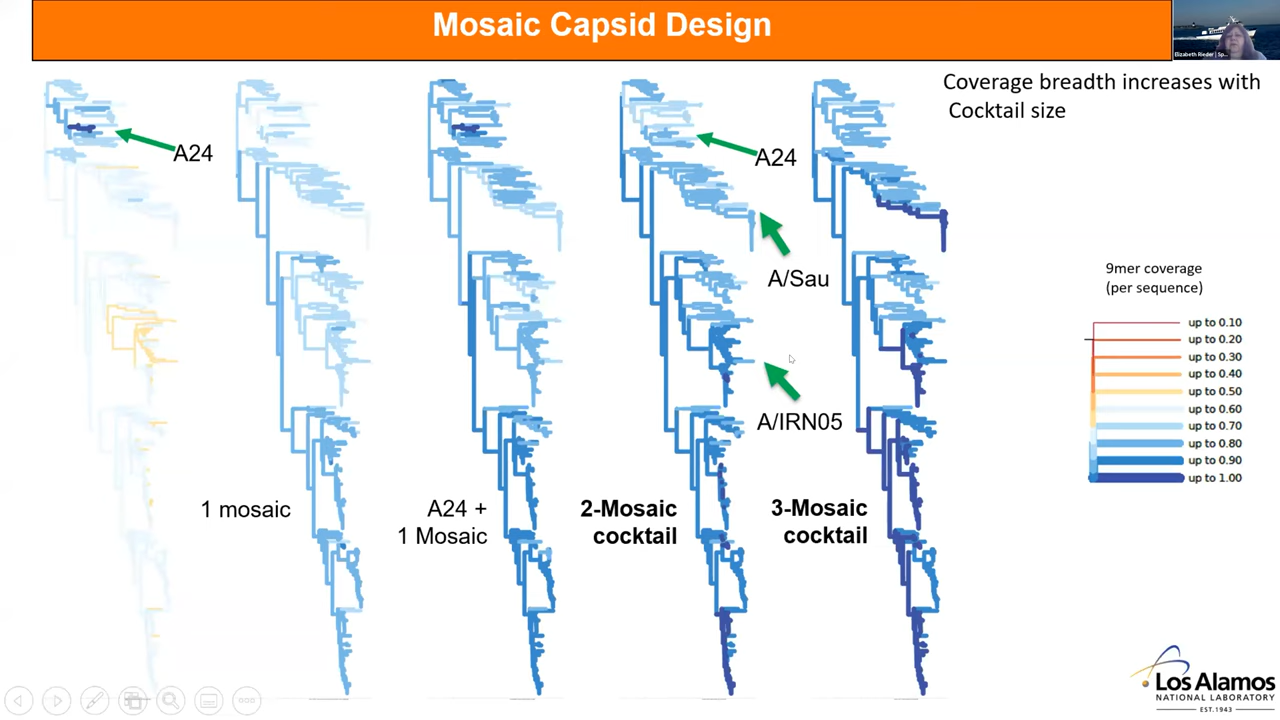 Mosaic Capsid Design
Elizabeth Rieder | Sp...
Coverage breadth increases with
Cocktail size
A24
A24
A/Sau
A/IRN05
1 mosaic
A24 +
1 Mosaic
2-Mosaic
cocktail
3-Mosaic
cocktail
9mer coverage
(per sequence)
up to 0.10
up to 0.20
up to 0.30
up to 0.40
up to 0.50
up to 0.60
up to 0.70
up to 0.80
up to 0.90
up to 1.00
Los Alamos
NATIONAL LABORATORY
EST.1943